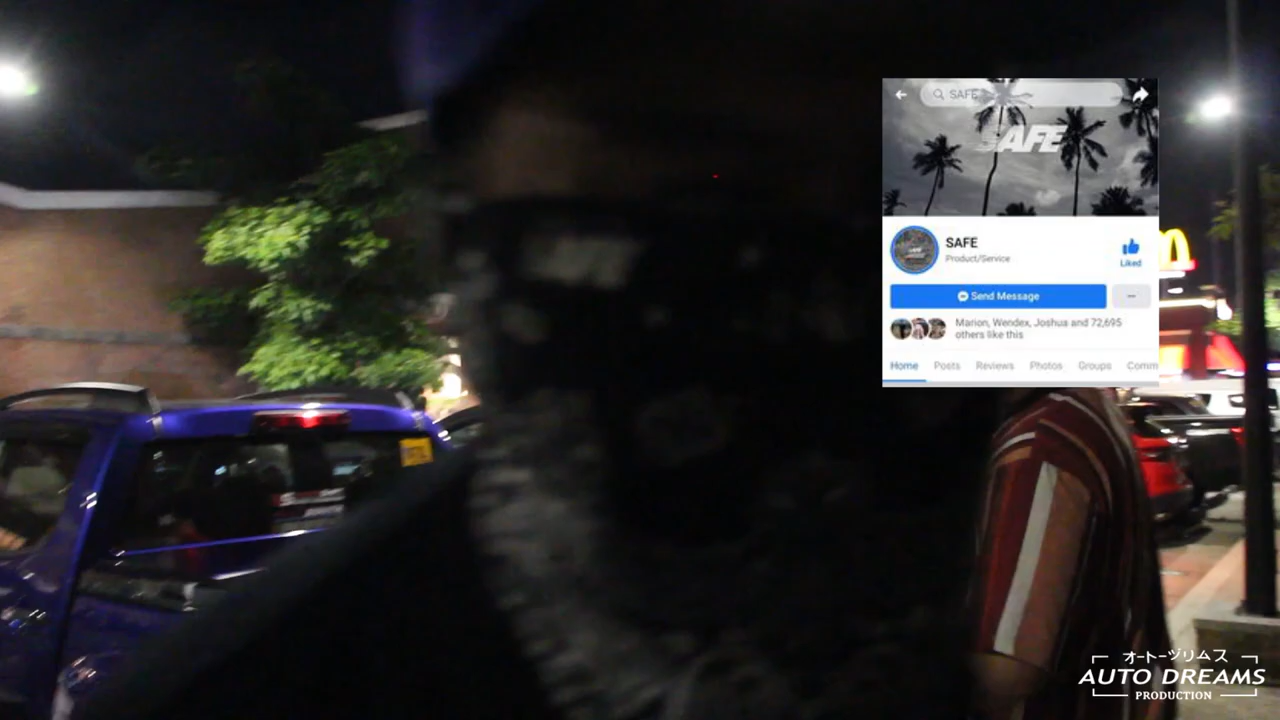 SAFE
SAFE
SAFE
Product/Service
Liked
Send Message
Marion, Wendex, Joshua and 72,695
others like this
Home Posts Reviews Photos Groups Comm
オートーヅリムス
AUTO DREAMS
PRODUCTION